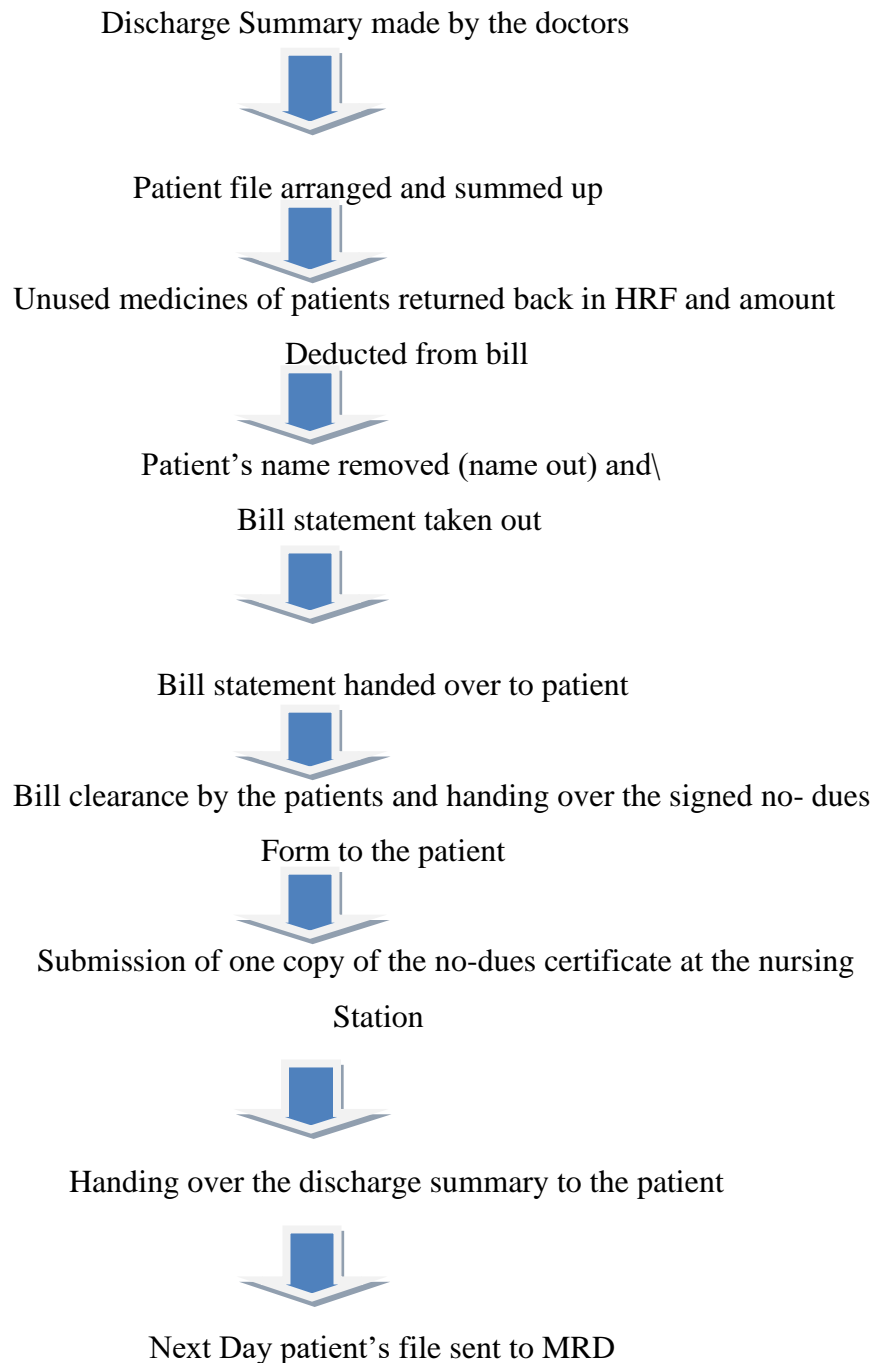 Discharge Summary made by the doctors
Patient file arranged and summed up
Unused medicines of patients returned back in HRF and amount
Deducted from bill
Patient’s name removed (name out) and\
Bill statement taken out
Bill statement handed over to patient
Bill clearance by the patients and handing over the signed no- dues
Form to the patient
Submission of one copy of the no-dues certificate at the nursing
Station
Handing over the discharge summary to the patient
Next Day patient’s file sent to MRD